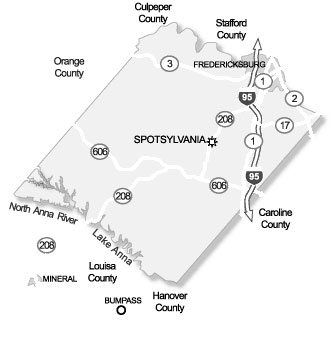 Culpeper
County
Stafford
County
Orange
County
3
FREDERICKSBURG
1
95
2
208
17
SPOTSYLVANIA
1
606
95
606
208
North Anna River
Caroline
County
Lake Anna
208
Louisa
County
MINERAL
Hanover
County
BUMPASS